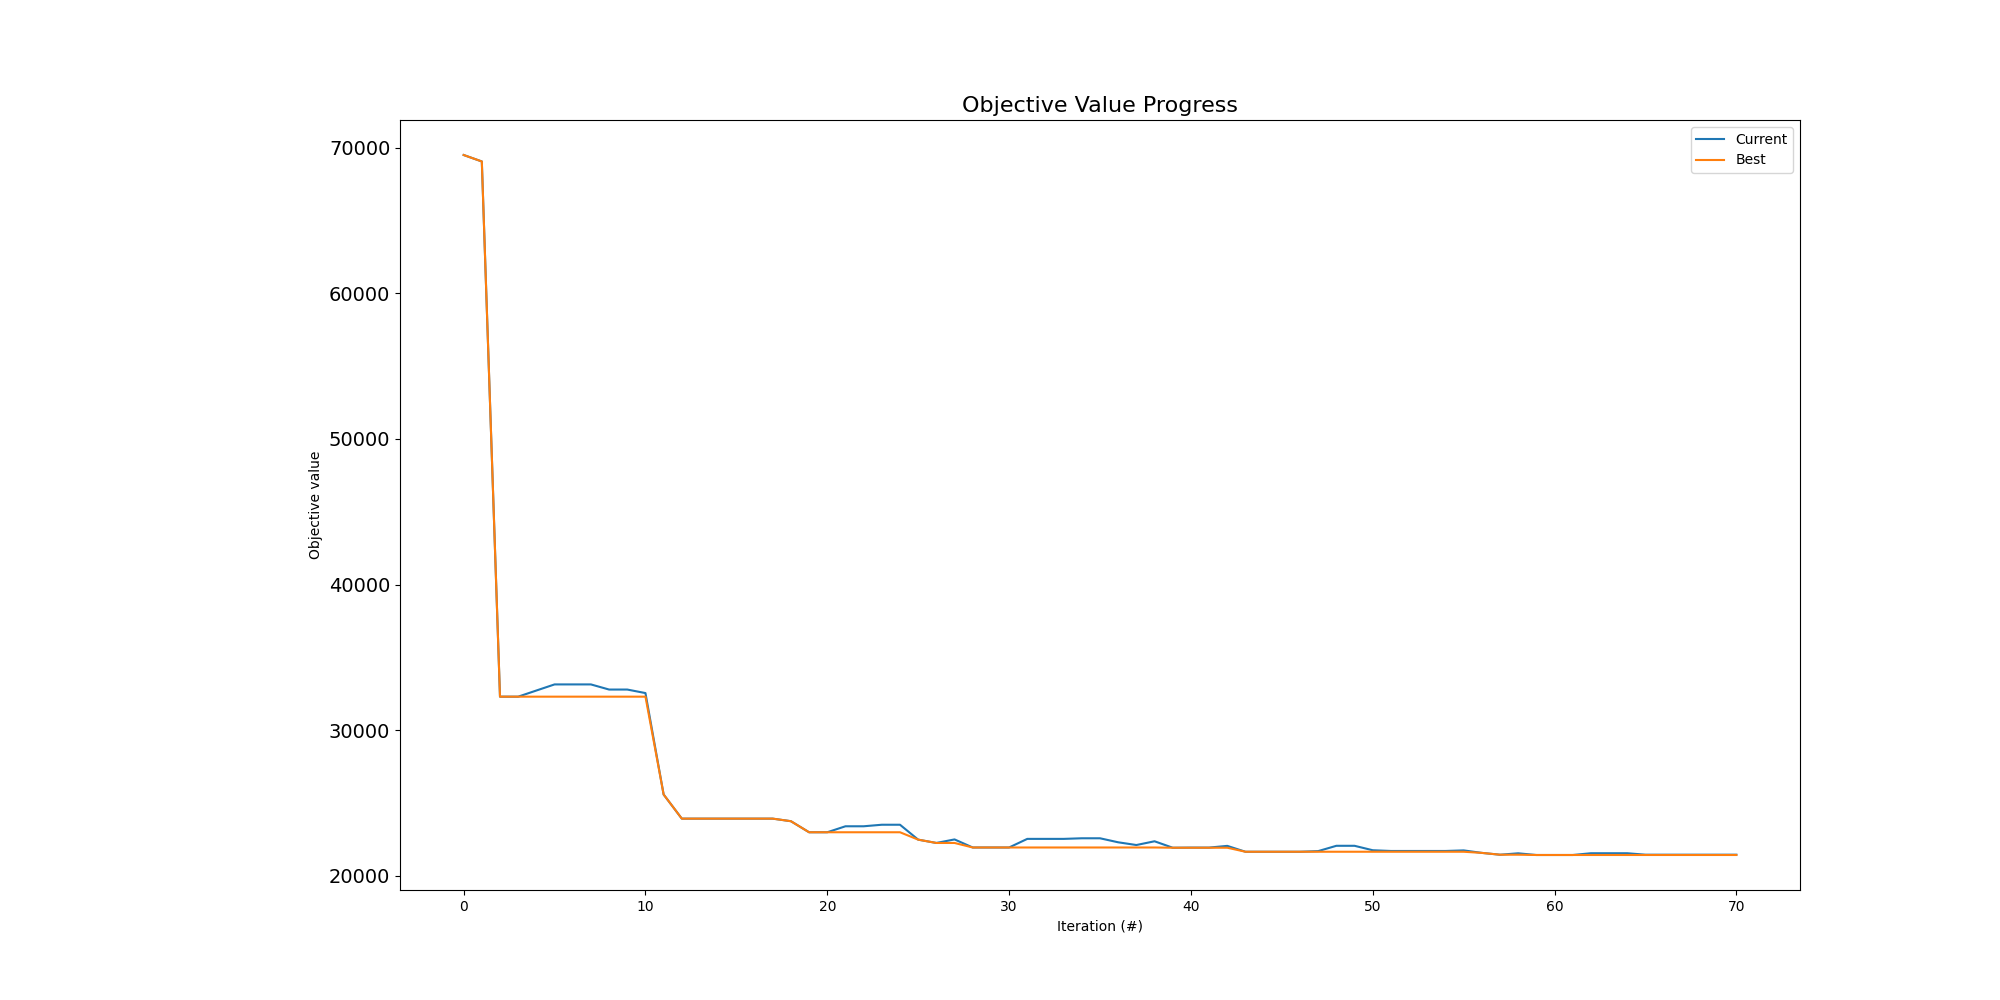 Objective Value Progress
Current
Best
70000
60000
50000
40000
30000
20000
Objective value
0 10 20 30 40 50 60 70
Iteration (#)